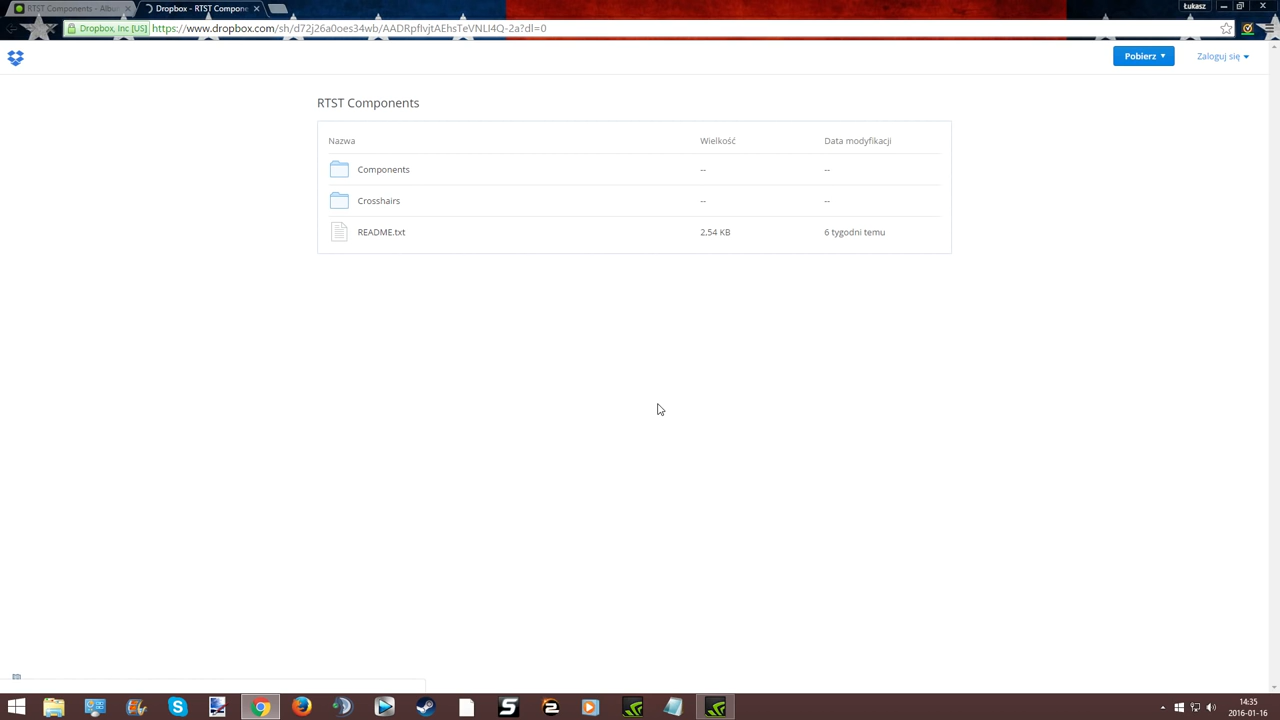 RTST Components - Albu
Dropbox - RTST Compone
Łukasz
Dropbox, Inc [US]
https://www.dropbox.com/sh/d72j26a0oes34wb/AADRpfIvjtAEhsTeVNLI4Q-2a?dl=0
Pobierz
Zaloguj się
RTST Components
Nazwa Wielkość Data modyfikacji
Components -- --
Crosshairs -- --
README.txt 2,54 KB 6 tygodni temu
14:35
2016-01-16